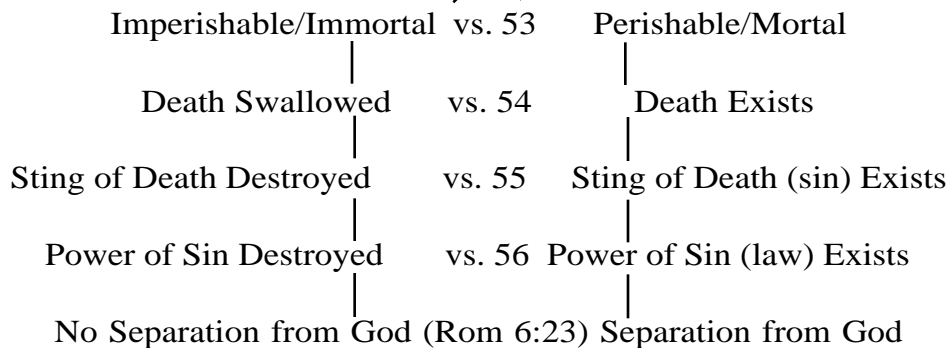 Imperishable/Immortal vs. 53 Perishable/Mortal
Death Swallowed vs. 54 Death Exists
Sting of Death Destroyed vs. 55 Sting of Death (sin) Exists
Power of Sin Destroyed vs. 56 Power of Sin (law) Exists
No Separation from God (Rom 6:23) Separation from God